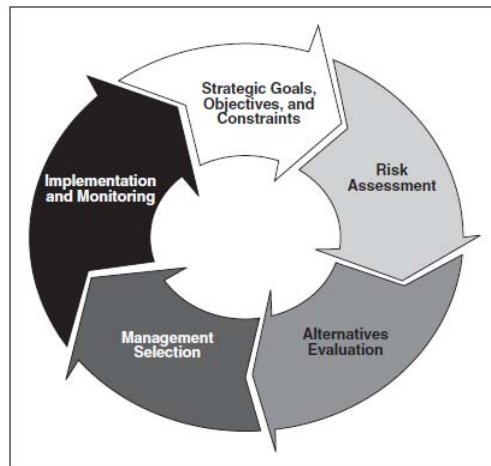 Strategic Goals,
Objectives, and
Constraints
Risk
Assessment
Alternatives
Evaluation
Management
Selection
Implementation
and Monitoring